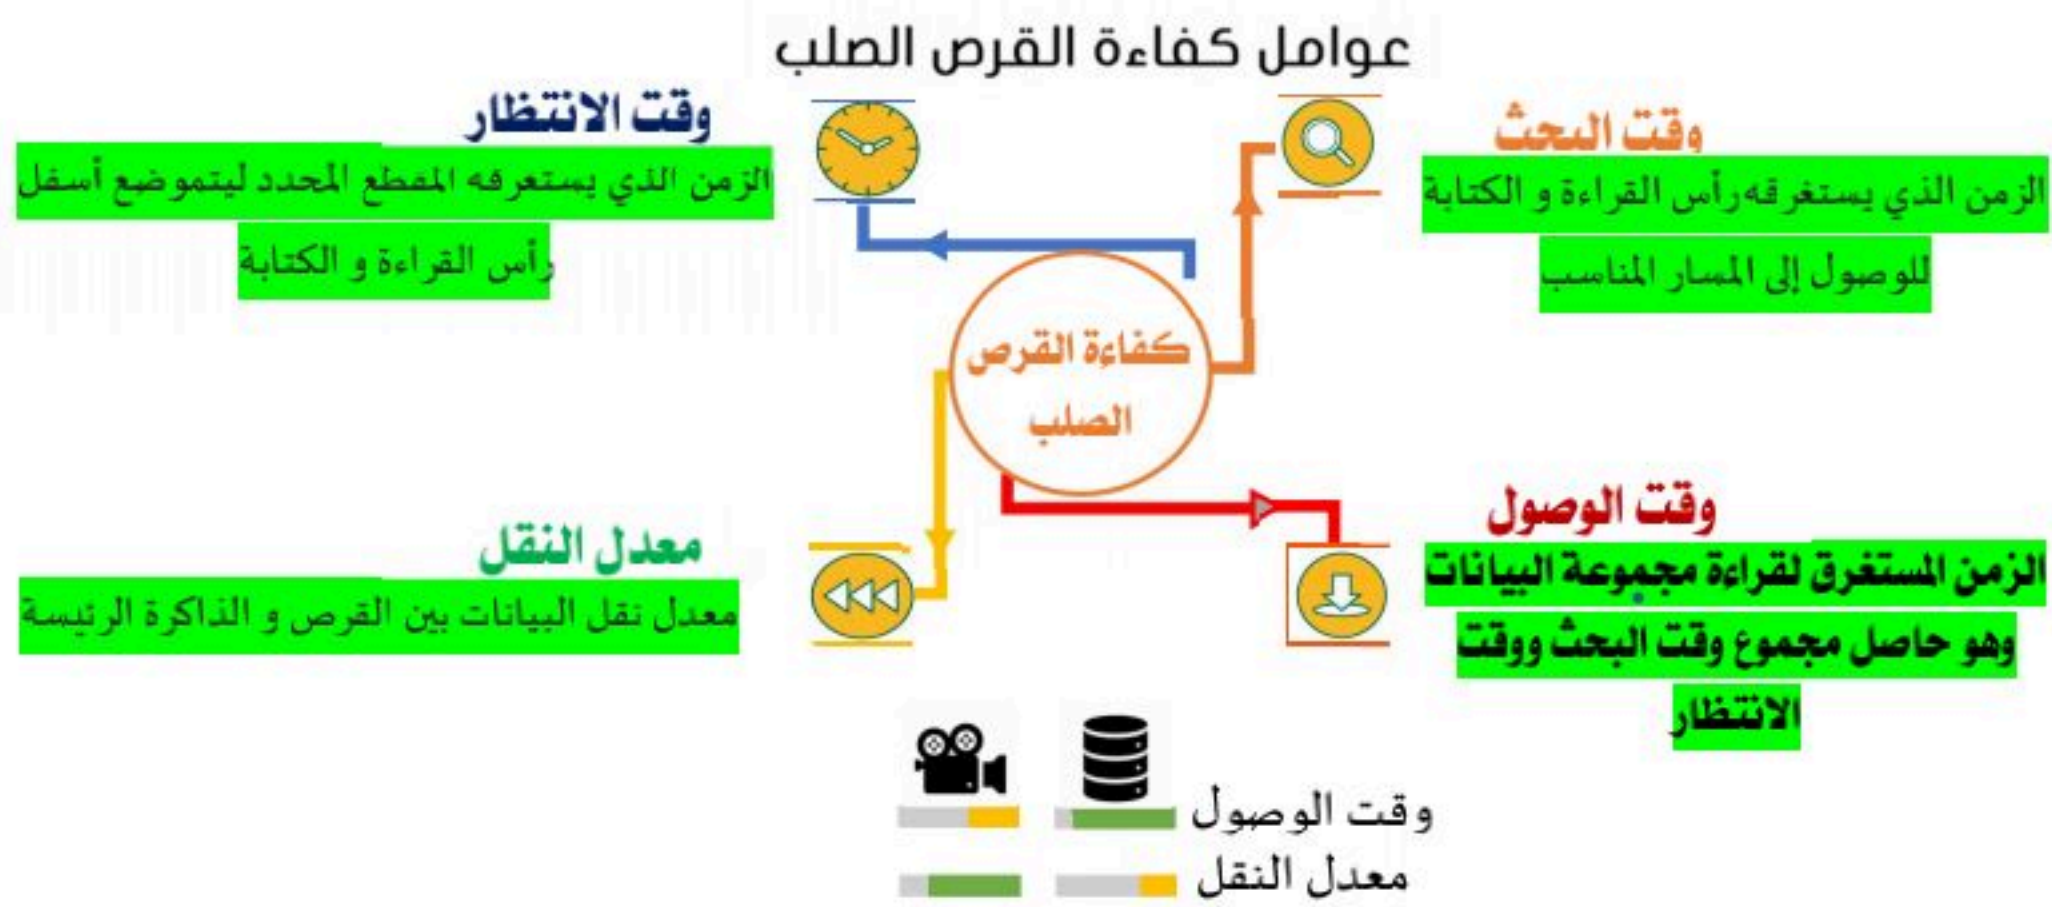 عوامل كفاءة القرص الصلب
وقت البحث
الزمن الذي يستغرقه رأس القراءة و الكتابة
للوصول إلى المسار المناسب
وقت الانتظار
الزمن الذي يستغرقه المقطع المحدد ليتموضع أسفل
رأس القراءة و الكتابة
كفاءة القرص
الصلب
وقت الوصول
الزمن المستغرق لقراءة مجموعة البيانات
وهو حاصل مجموع وقت البحث ووقت
الانتظار
معدل النقل
معدل نقل البيانات بين القرص و الذاكرة الرئيسة
وقت الوصول
معدل النقل